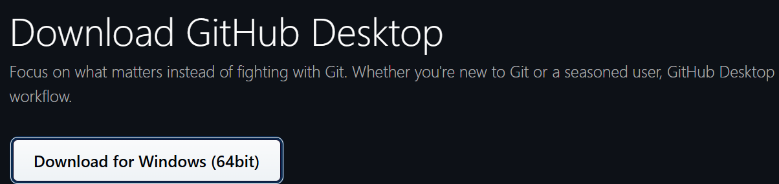 Download GitHub Desktop
Focus on what matters instead of fighting with Git. Whether you're new to Git or a seasoned user, GitHub Desktop
workflow.
Download for Windows (64bit)